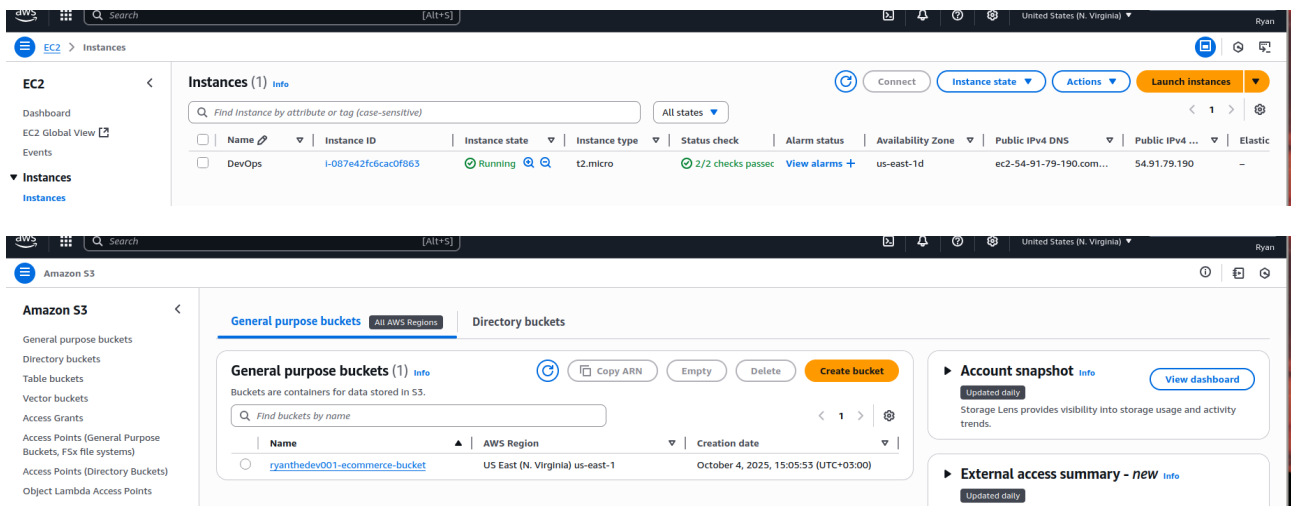 aws Search [Alt+S] United States (N. Virginia) ▼ Ryan
EC2 > Instances
EC2
Dashboard
EC2 Global View
Events
▼ Instances
Instances
Instances (1) Info
Connect Instance state ▼ Actions ▼ Launch instances ▼
Find Instance by attribute or tag (case-sensitive) All states ▼ < 1 >
Name Instance ID Instance state Instance type Status check Alarm status Availability Zone Public IPv4 DNS Public IPv4 ... Elastic
DevOps i-087e42fc6cac0f863 Running t2.micro 2/2 checks passec View alarms + us-east-1d ec2-54-91-79-190.com... 54.91.79.190 –
aws Search [Alt+S] United States (N. Virginia) ▼ Ryan
Amazon S3
Amazon S3
General purpose buckets
Directory buckets
Table buckets
Vector buckets
Access Grants
Access Points (General Purpose
Buckets, FSx file systems)
Access Points (Directory Buckets)
Object Lambda Access Points
General purpose buckets All AWS Regions Directory buckets
General purpose buckets (1) Info
Copy ARN Empty Delete Create bucket
Buckets are containers for data stored in S3.
Find buckets by name < 1 >
Name ▲ AWS Region Creation date
ryanthedev001-ecommerce-bucket US East (N. Virginia) us-east-1 October 4, 2025, 15:05:53 (UTC+03:00)
Account snapshot Info View dashboard
Updated daily
Storage Lens provides visibility into storage usage and activity
trends.
External access summary - new Info
Updated daily